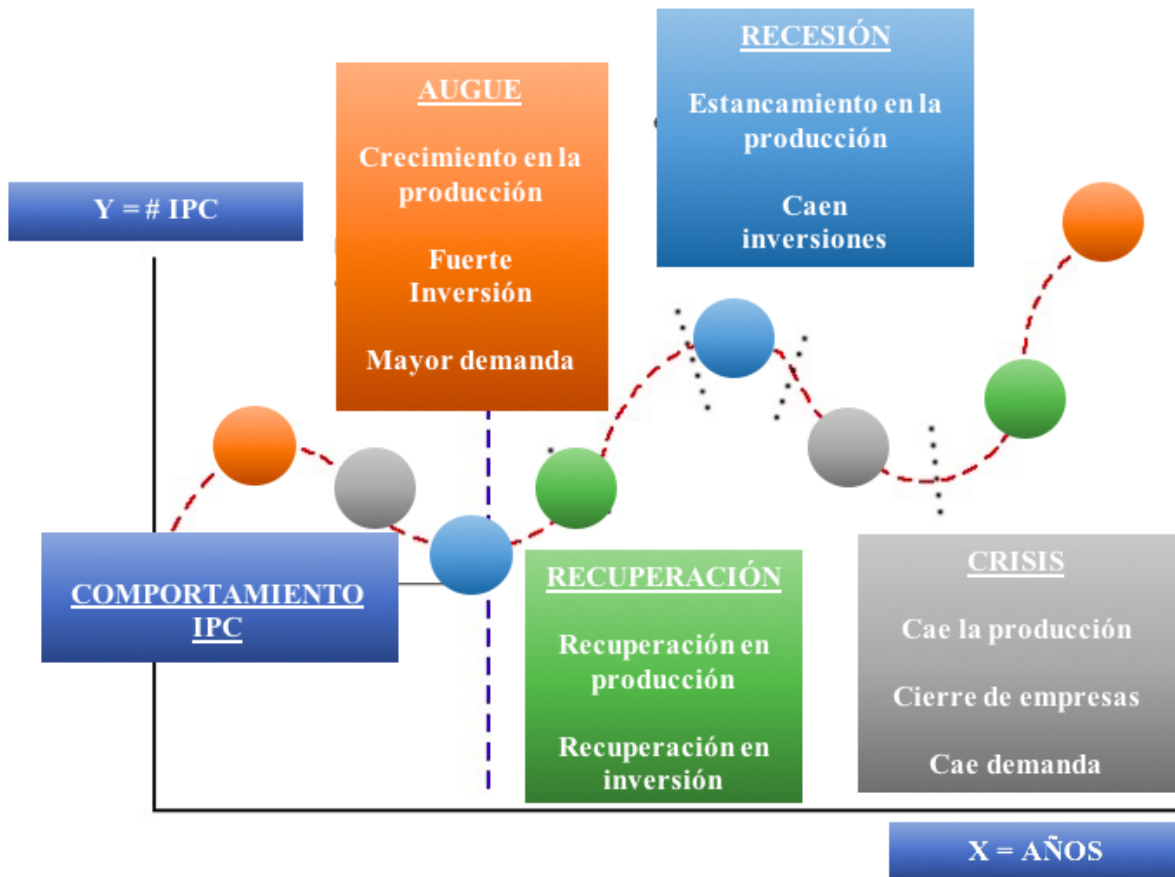 RECESIÓN
Estancamiento en la
producción
Caen
inversiones
AUGUE
Crecimiento en la
producción
Fuerte
Inversión
Mayor demanda
Y = # IPC
COMPORTAMIENTO
IPC
RECUPERACIÓN
Recuperación en
producción
Recuperación en
inversión
CRISIS
Cae la producción
Cierre de empresas
Cae demanda
X = AÑOS